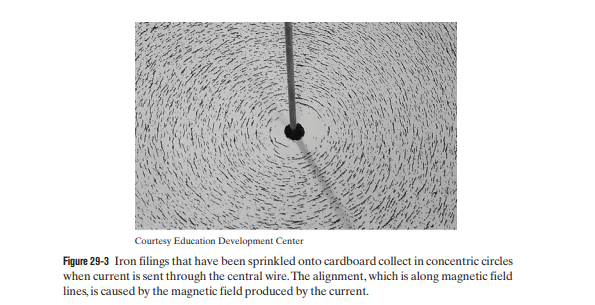 Courtesy Education Development Center
Figure 29-3 Iron filings that have been sprinkled onto cardboard collect in concentric circles
when current is sent through the central wire. The alignment, which is along magnetic field
lines, is caused by the magnetic field produced by the current.